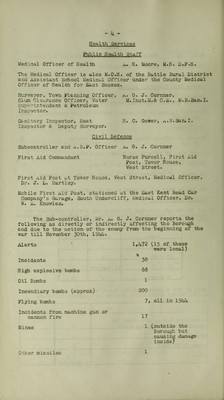 - 4 -
Health Services
Public Health Staff
Medical Officer of Health A. E. Moore, M.B. D.P.H.
The Medical Officer is also M.O.H. of the Battle Rural District
and Assistant School Medical Officer under the County Medical
Officer of Health for East Sussex.
Surveyor, Town Planning Officer, A. G. J. Cornner,
Slum Clearance Officer, Water M.Inst.M.& C.E., M.R.San.I.
Superintendent & Petroleum
Inspector.
Sanitary Inspector, Meat H. C. Gower, A.R.San.I.
Inspector & Deputy Surveyor.
Civil Defence
Subcontroller and A.R.P. Officer A. G. J. Cornner
First Aid Commandant Nurse Purcell, First Aid
Post, Tower House,
West Street.
First Aid Post at Tower House, West Street, Medical Officer,
Dr. J. L. Hartley.
Mobile First Aid Post, stationed at the East Kent Road Car
Company's Garage, South Undercliff, Medical Officer, Dr.
W. A. Knowles.
The Sub-controller, Mr. A. G. J. Cornner reports the
following as directly or indirectly affecting the Borough
and due to the action of the enemy from the beginning of the
war till November 30th, 1944.
Alerts 1,472 (15 of these
were local)
Incidents 38
High explosive bombs 68
Oil Bombs 1
Incendiary bombs (approx) 200
Flying bombs 7, all in 1944
Incidents from machine gun or
cannon fire 17
Mines 1 (outside the
Borough but
causing damage
inside)
Other missiles 1